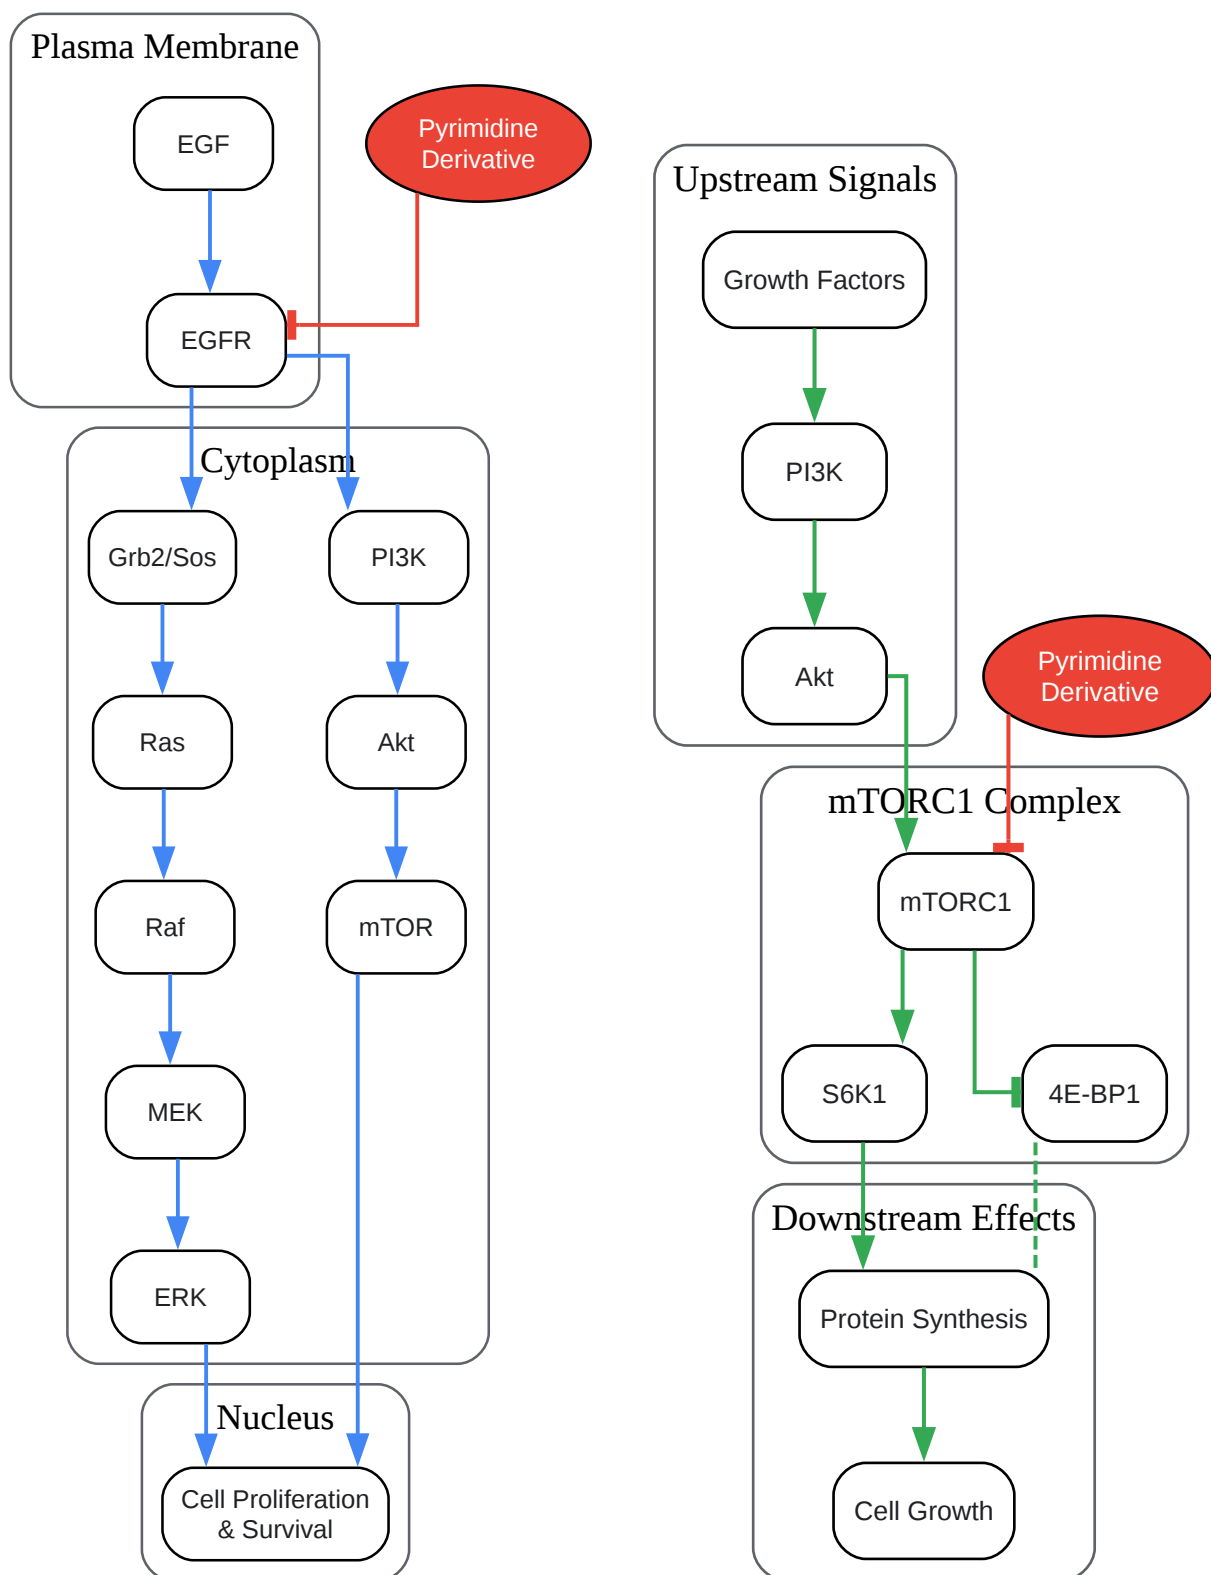 Plasma Membrane
EGF
Pyrimidine
Derivative
EGFR
Cytoplasm
Grb2/Sos
PI3K
Ras
Akt
Raf
mTOR
MEK
ERK
Nucleus
Cell Proliferation
& Survival
Upstream Signals
Growth Factors
PI3K
Akt
Pyrimidine
Derivative
mTORC1 Complex
mTORC1
S6K1
4E-BP1
Downstream Effects
Protein Synthesis
Cell Growth